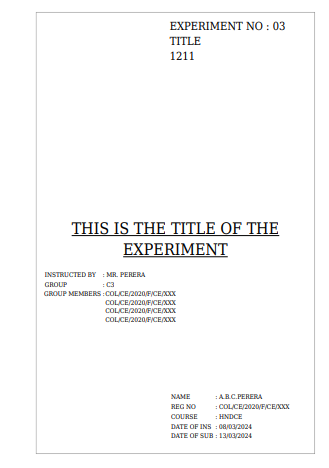 EXPERIMENT NO : 03
TITLE
1211
THIS IS THE TITLE OF THE
EXPERIMENT
INSTRUCTED BY : MR. PERERA
GROUP : C3
GROUP MEMBERS : COL/CE/2020/F/CE/XXX
COL/CE/2020/F/CE/XXX
COL/CE/2020/F/CE/XXX
COL/CE/2020/F/CE/XXX
NAME : A.B.C.PERERA
REG NO : COL/CE/2020/F/CE/XXX
COURSE : HNDCE
DATE OF INS : 08/03/2024
DATE OF SUB : 13/03/2024